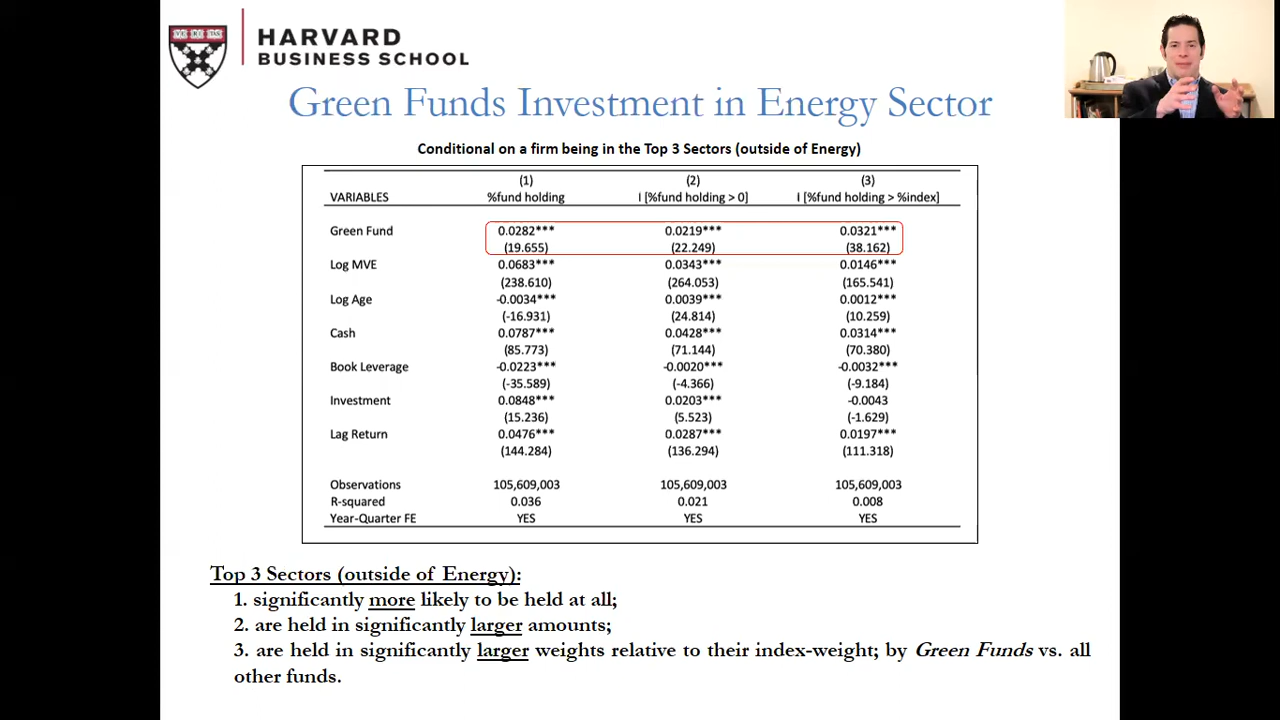 HARVARD
BUSINESS SCHOOL
Green Funds Investment in Energy Sector
Conditional on a firm being in the Top 3 Sectors (outside of Energy)
(1) (2) (3)
VARIABLES %fund holding I [%fund holding > 0] I [%fund holding > %index]
Green Fund 0.0282*** 0.0219*** 0.0321***
(19.655) (22.249) (38.162)
Log MVE 0.0683*** 0.0343*** 0.0146***
(238.610) (264.053) (165.541)
Log Age -0.0034*** 0.0039*** 0.0012***
(-16.931) (24.814) (10.259)
Cash 0.0787*** 0.0428*** 0.0314***
(85.773) (71.144) (70.380)
Book Leverage -0.0223*** -0.0020*** -0.0032***
(-35.589) (-4.366) (-9.184)
Investment 0.0848*** 0.0203*** -0.0043
(15.236) (5.523) (-1.629)
Lag Return 0.0476*** 0.0287*** 0.0197***
(144.284) (136.294) (111.318)
Observations 105,609,003 105,609,003 105,609,003
R-squared 0.036 0.021 0.008
Year-Quarter FE YES YES YES
Top 3 Sectors (outside of Energy):
1. significantly more likely to be held at all;
2. are held in significantly larger amounts;
3. are held in significantly larger weights relative to their index-weight; by Green Funds vs. all
other funds.